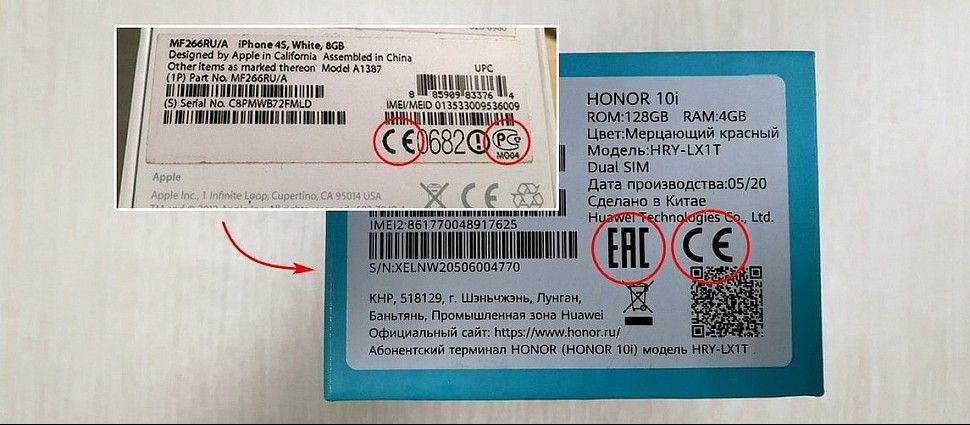 MF266RU/A iPhone 4S, White, 8GB
Designed by Apple in California Assembled in China
Other items as marked thereon Model A1387
(1P) Part No. MF266RU/A
UPC
8 85909 83376 4
(S) Serial No. C8PMWB72FMLD
IMEI/MEID 013533009536009
CE0682
PC
MO04
Apple
Apple Inc., 1 Infinite Loop, Cupertino, CA 95014 USA
CE
HONOR 10i
ROM:128GB RAM:4GB
Цвет:Мерцающий красный
Модель:HRY-LX1T
Dual SIM
Дата производства:05/20
Сделано в Китае
Huawei Technologies Co., Ltd.
IMEI2:861770048917625
EAC CE
S/N:XELNW20506004770
КНР, 518129, г. Шэньчжэнь, Лунган,
Баньтянь, Промышленная зона Huawei
Официальный сайт: https://www.honor.ru/
Абонентский терминал HONOR (HONOR 10i) модель HRY-LX1T